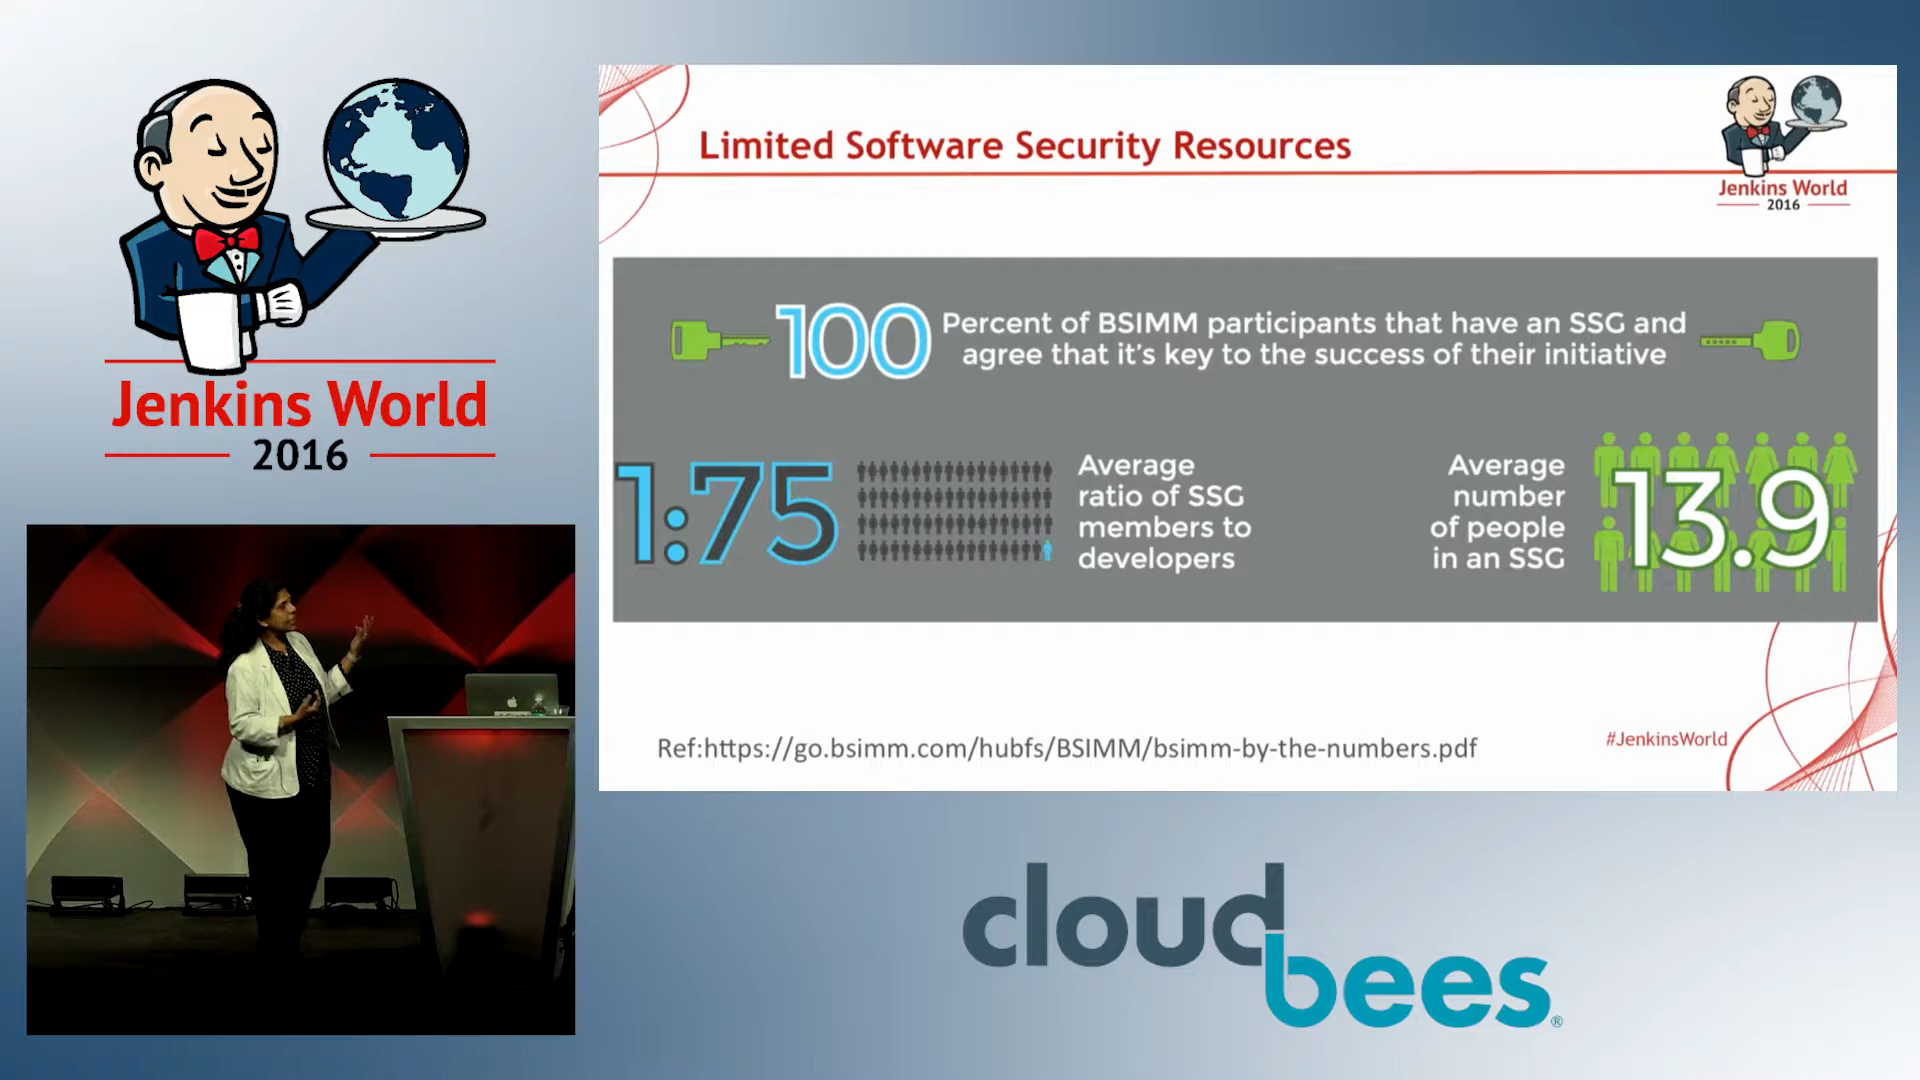 Jenkins World
2016
Limited Software Security Resources
Jenkins World
2016
100
Percent of BSIMM participants that have an SSG and
agree that it's key to the success of their initiative
1:75
Average
ratio of SSG
members to
developers
Average
number
of people
in an SSG
13.9
Ref:https://go.bsimm.com/hubfs/BSIMM/bsimm-by-the-numbers.pdf
#JenkinsWorld
cloudbees®